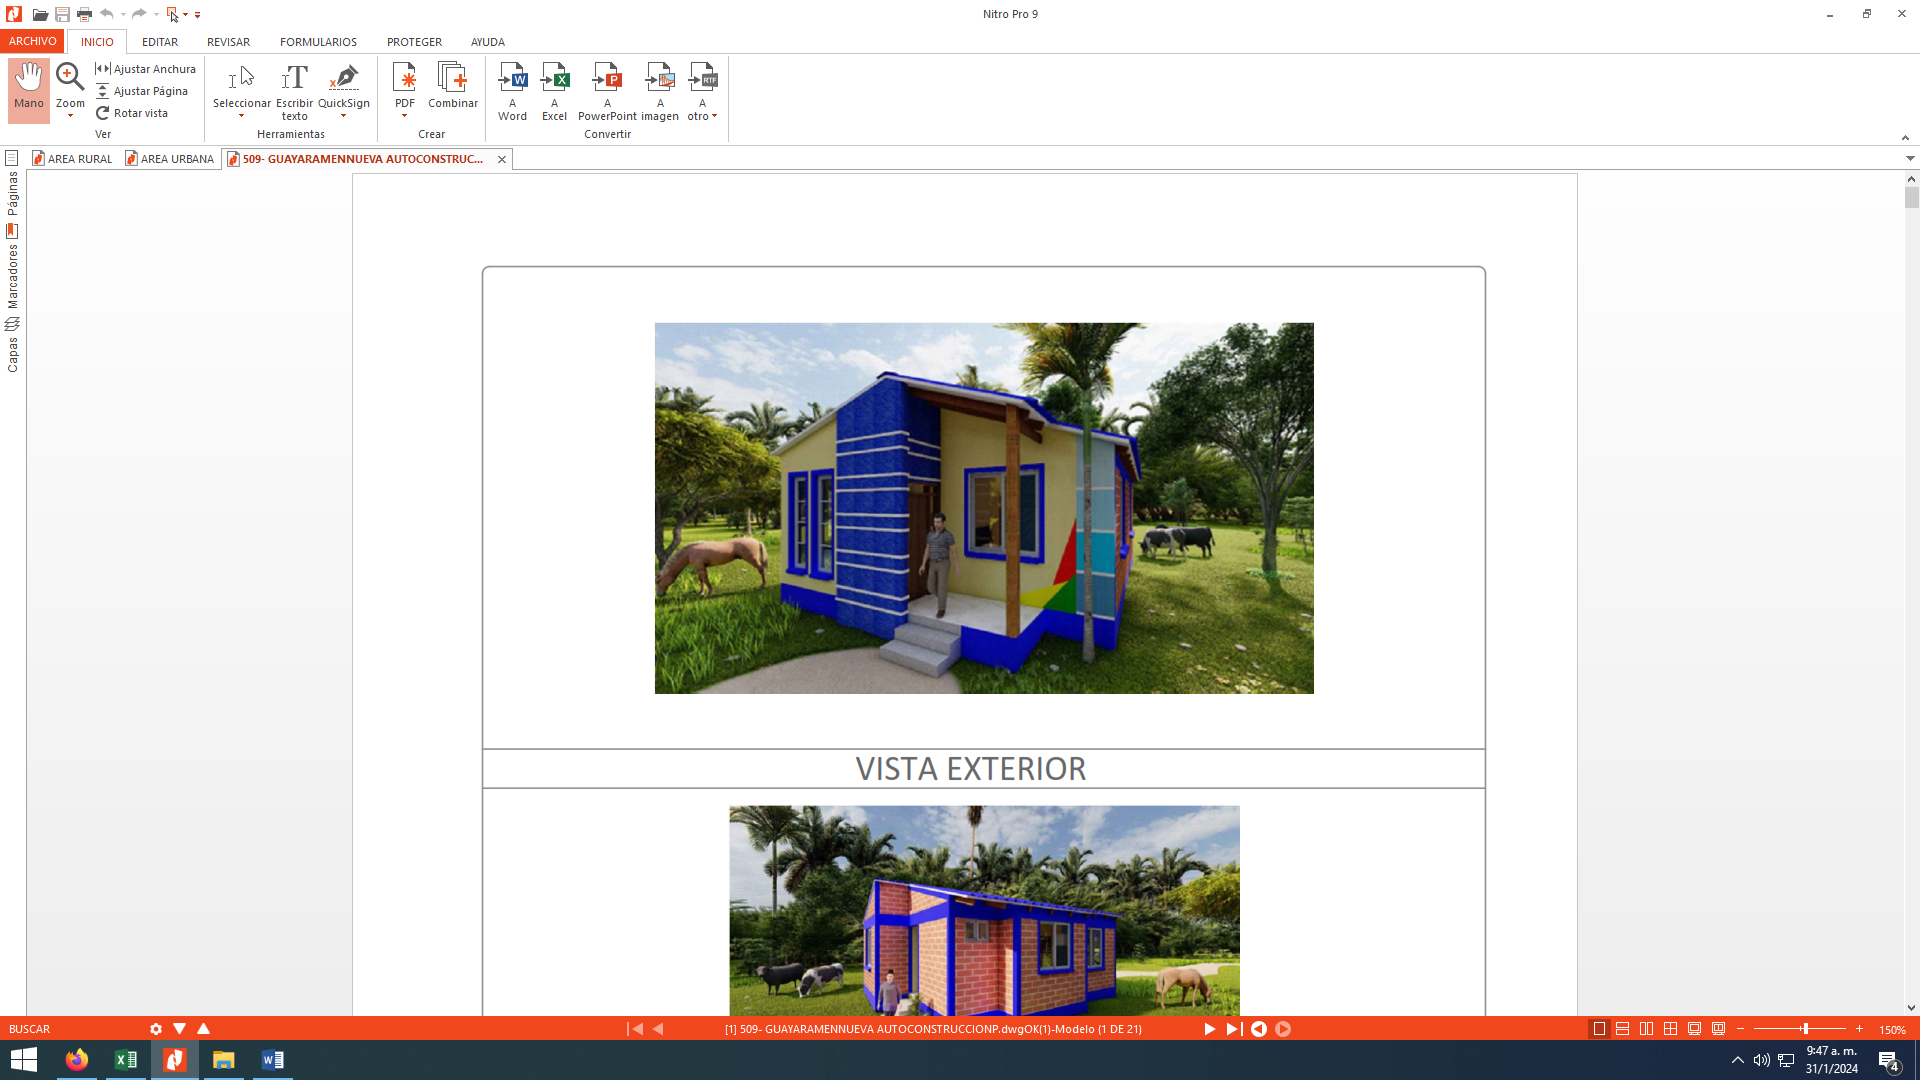 Nitro Pro 9
ARCHIVO INICIO EDITAR REVISAR FORMULARIOS PROTEGER AYUDA
Mano
Zoom
Ajustar Anchura
Ajustar Página
Rotar vista
Ver
Seleccionar
Escribir
texto
QuickSign
Herramientas
PDF
Combinar
Crear
A
Word
A
Excel
A
PowerPoint
A
imagen
A
otro
Convertir
AREA RURAL
AREA URBANA
509- GUAYARAMENNUEVA AUTOCONSTRUC...
Páginas
Marcadores
Capas
VISTA EXTERIOR
BUSCAR
[1] 509- GUAYARAMENNUEVA AUTOCONSTRUCCIONP.dwgOK(1)-Modelo (1 DE 21)
150%
9:47 a. m.
31/1/2024
4